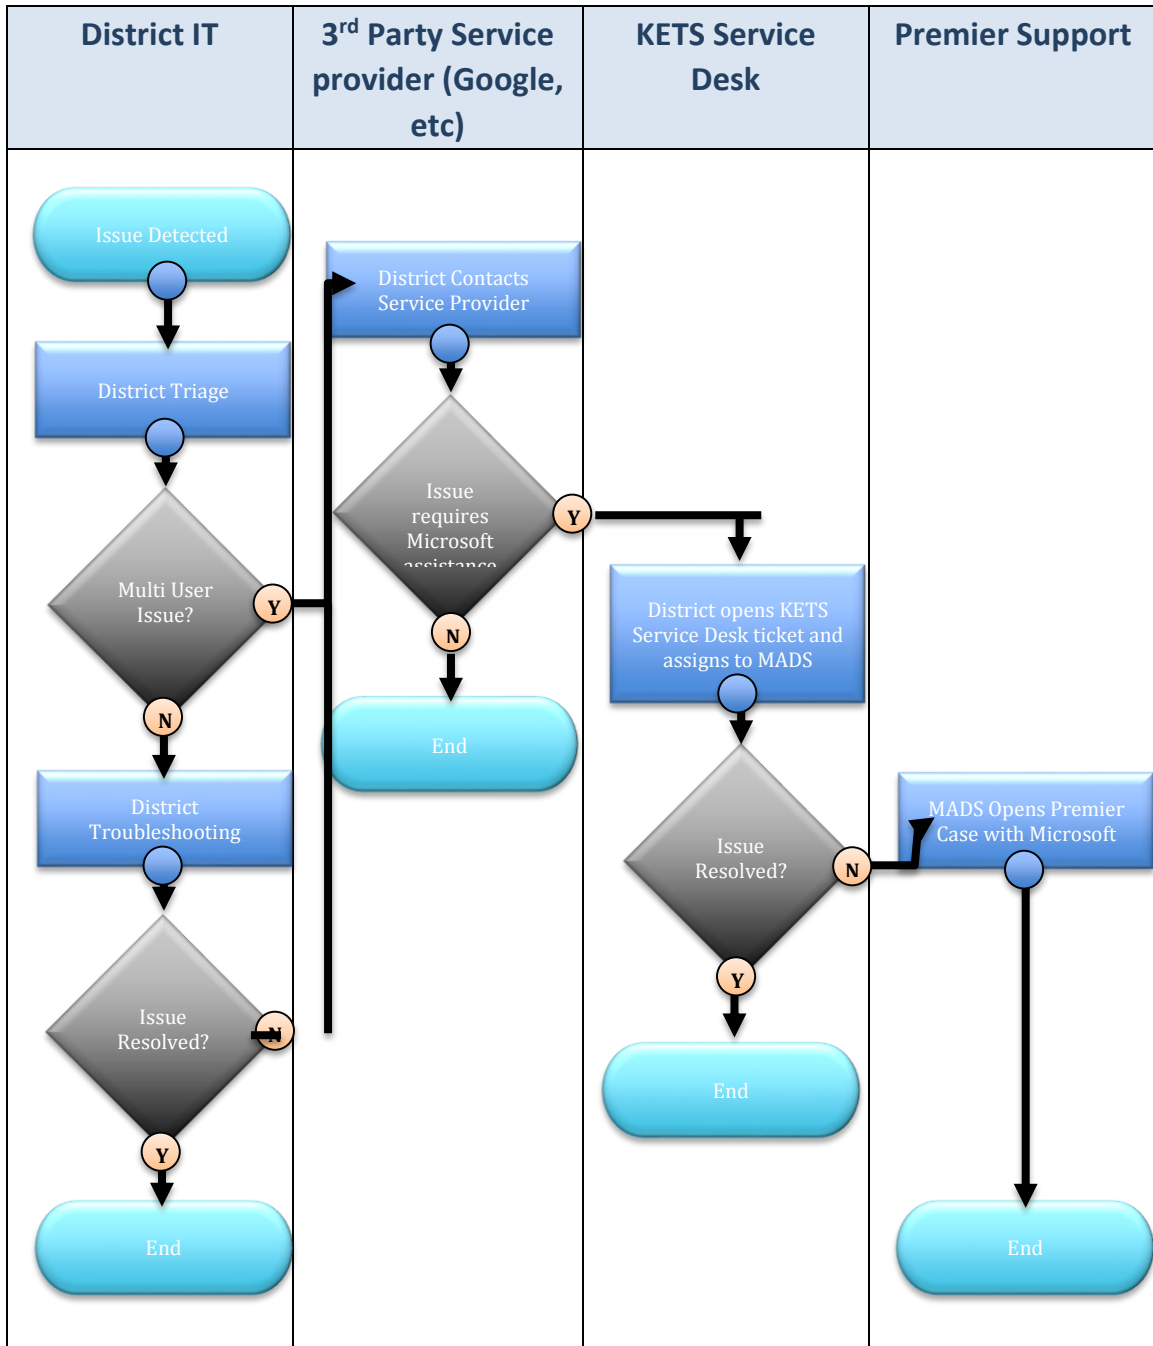 District IT
3rd Party Service
provider (Google,
etc)
KETS Service
Desk
Premier Support
Issue Detected
District Triage
Multi User
Issue?
Y
N
District
Troubleshooting
Issue
Resolved?
N
Y
End
District Contacts
Service Provider
Issue
requires
Microsoft
assistance
Y
N
End
District opens KETS
Service Desk ticket and
assigns to MADS
Issue
Resolved?
N
Y
End
MADS Opens Premier
Case with Microsoft
End